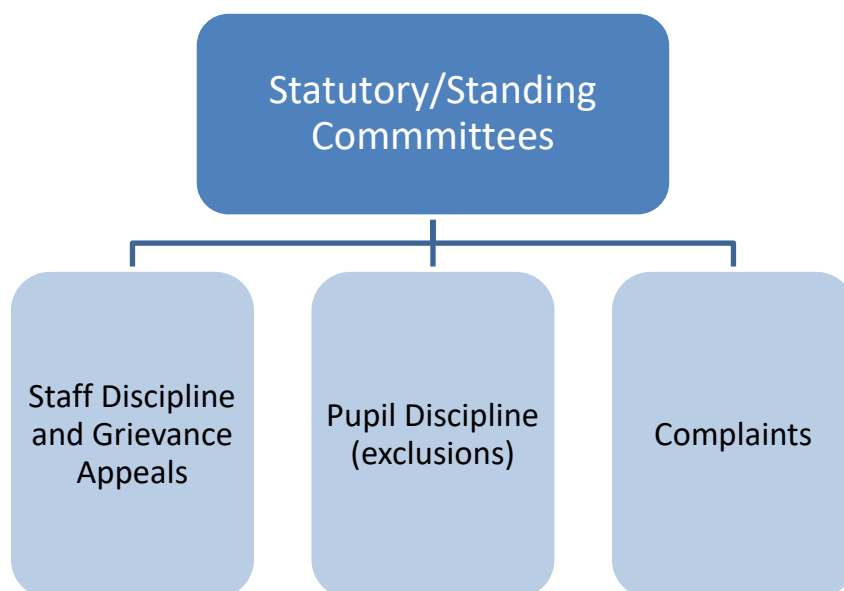 Statutory/Standing
Commmittees
Staff Discipline
and Grievance
Appeals
Pupil Discipline
(exclusions)
Complaints